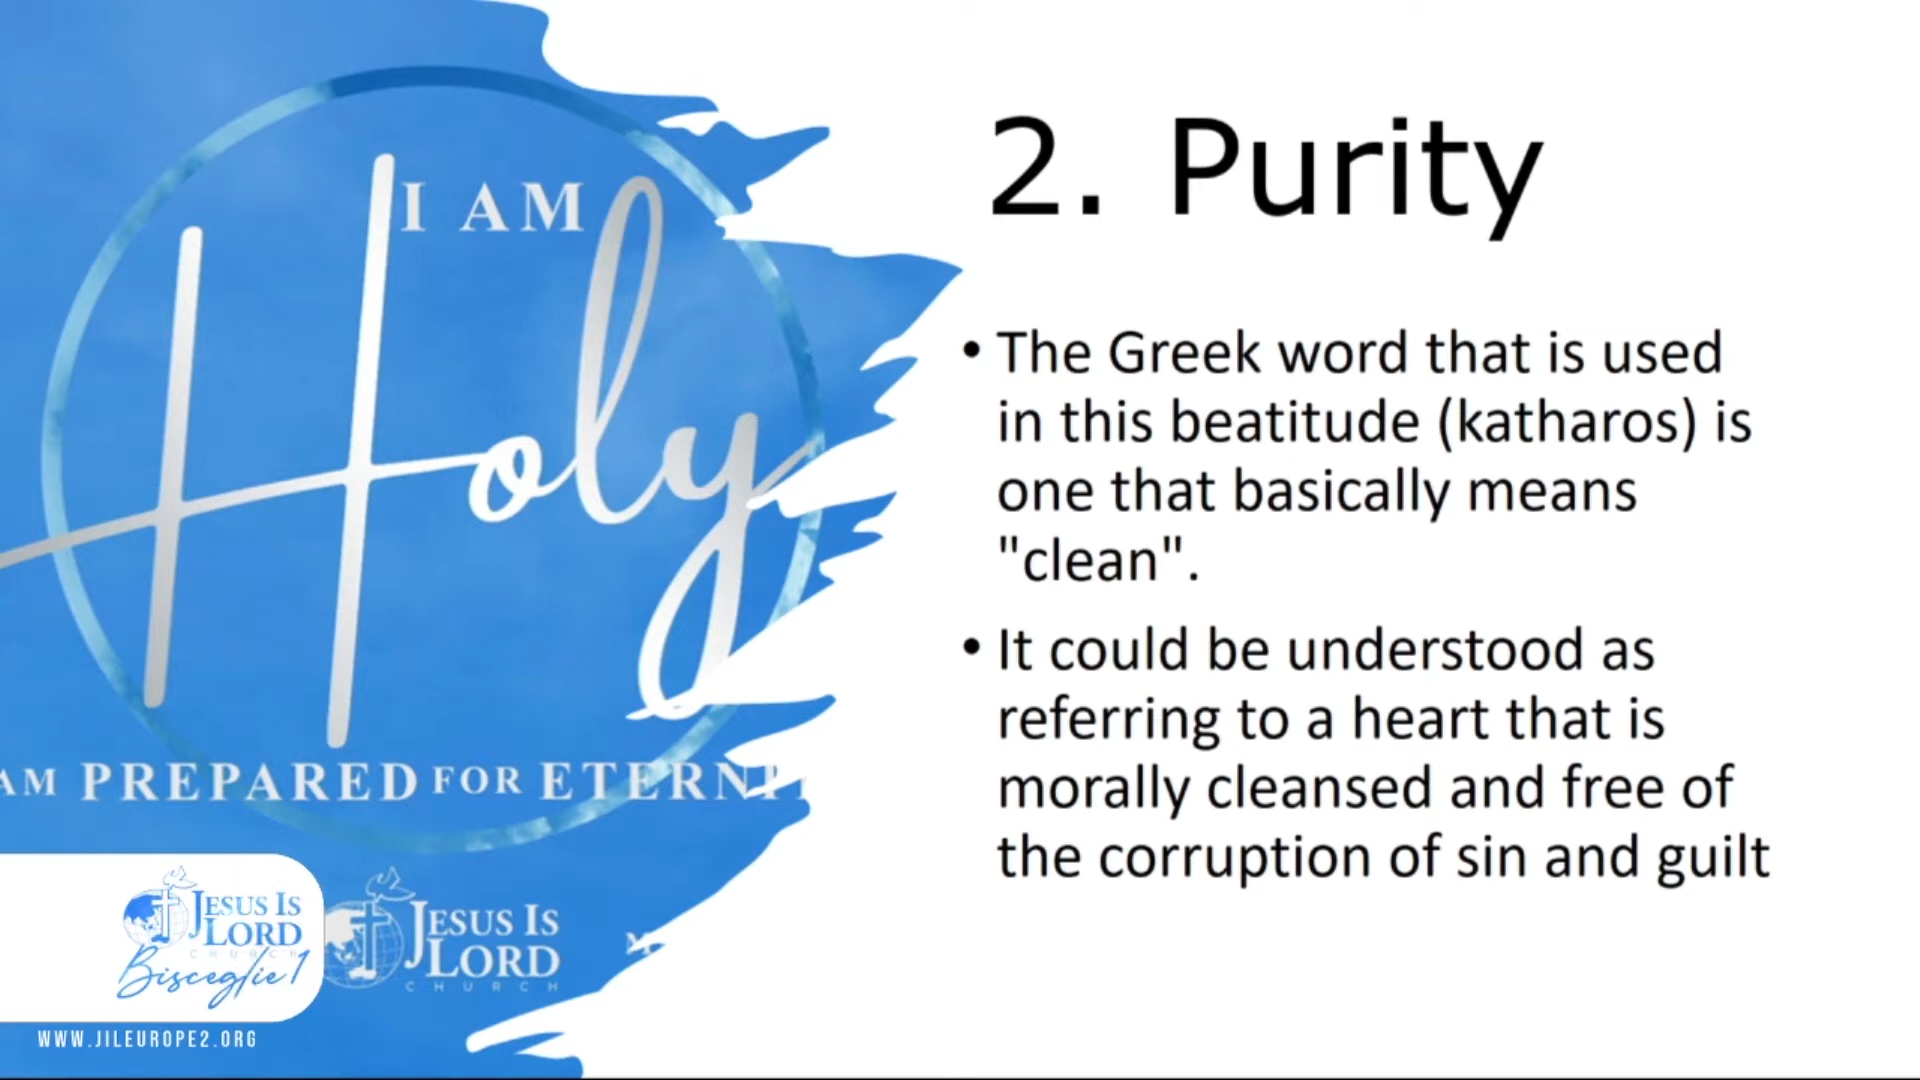 I AM
Holy
AM PREPARED FOR ETERNI
JESUS IS
LORD
CHURCH
Bisceglie 1
JESUS IS
LORD
CHURCH
WWW.JILEUROPE2.ORG
2. Purity
• The Greek word that is used
in this beatitude (katharos) is
one that basically means
"clean".
• It could be understood as
referring to a heart that is
morally cleansed and free of
the corruption of sin and guilt